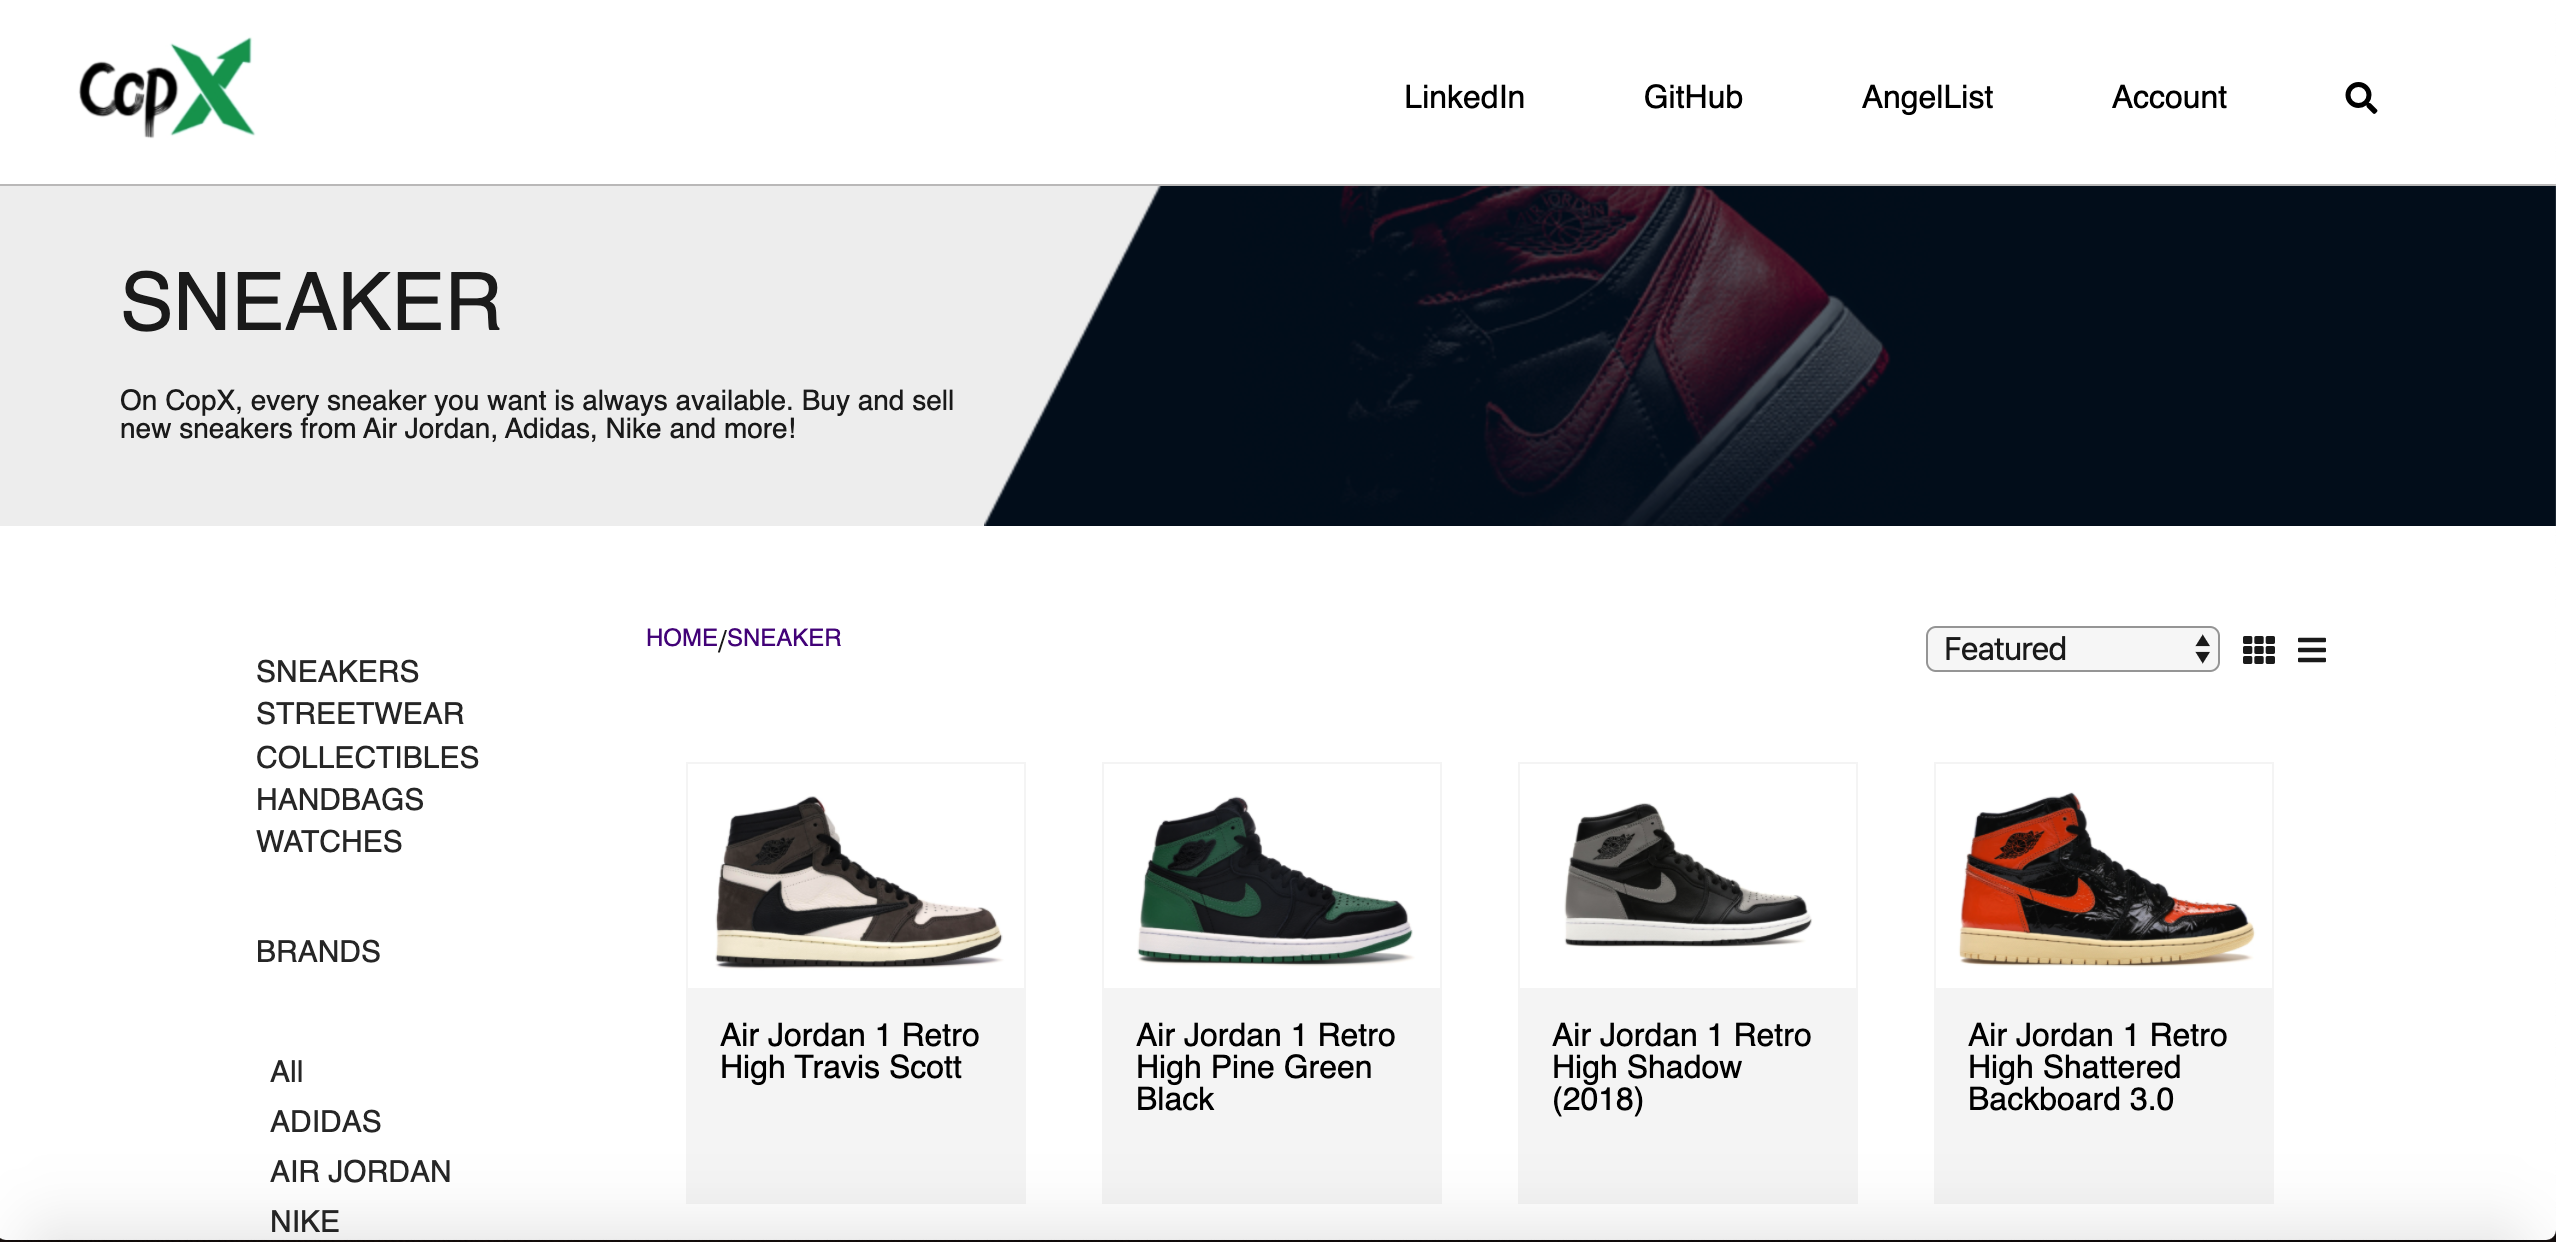 CopX
LinkedIn
GitHub
AngelList
Account
SNEAKER
On CopX, every sneaker you want is always available. Buy and sell
new sneakers from Air Jordan, Adidas, Nike and more!
HOME/SNEAKER
Featured
SNEAKERS
STREETWEAR
COLLECTIBLES
HANDBAGS
WATCHES
BRANDS
All
ADIDAS
AIR JORDAN
NIKE
Air Jordan 1 Retro
High Travis Scott
Air Jordan 1 Retro
High Pine Green
Black
Air Jordan 1 Retro
High Shadow
(2018)
Air Jordan 1 Retro
High Shattered
Backboard 3.0